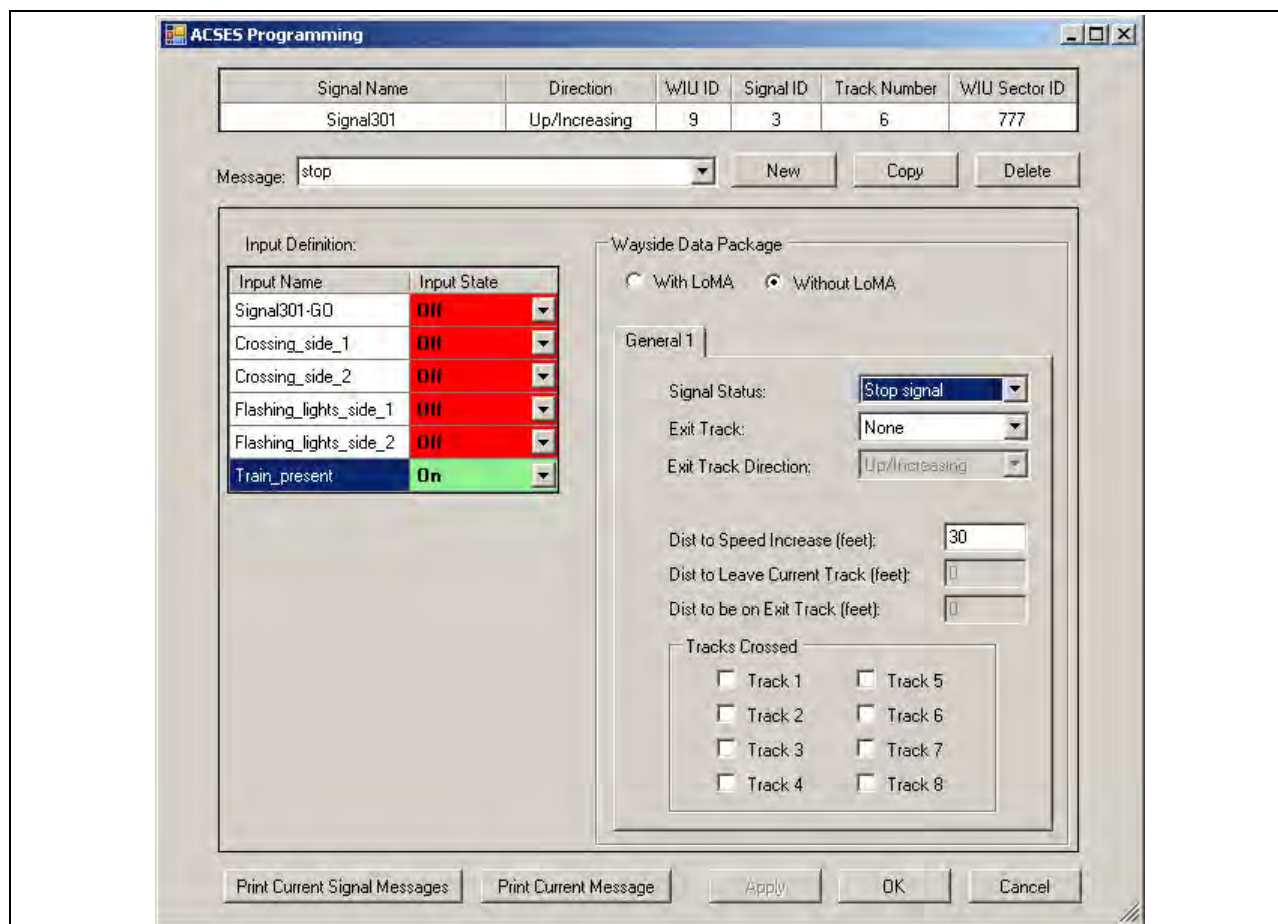 ACSES Programming
Signal Name Direction WIU ID Signal ID Track Number WIU Sector ID
Signal301 Up/Increasing 9 3 6 777
Message: stop New Copy Delete
Input Definition:
Input Name Input State
Signal301-GO Off
Crossing_side_1 Off
Crossing_side_2 Off
Flashing_lights_side_1 Off
Flashing_lights_side_2 Off
Train_present On
Wayside Data Package
With LoMA Without LoMA
General 1
Signal Status: Stop signal
Exit Track: None
Exit Track Direction: Up/Increasing
Dist to Speed Increase (feet): 30
Dist to Leave Current Track (feet): 0
Dist to be on Exit Track (feet): 0
Tracks Crossed
Track 1 Track 5
Track 2 Track 6
Track 3 Track 7
Track 4 Track 8
Print Current Signal Messages Print Current Message Apply OK Cancel